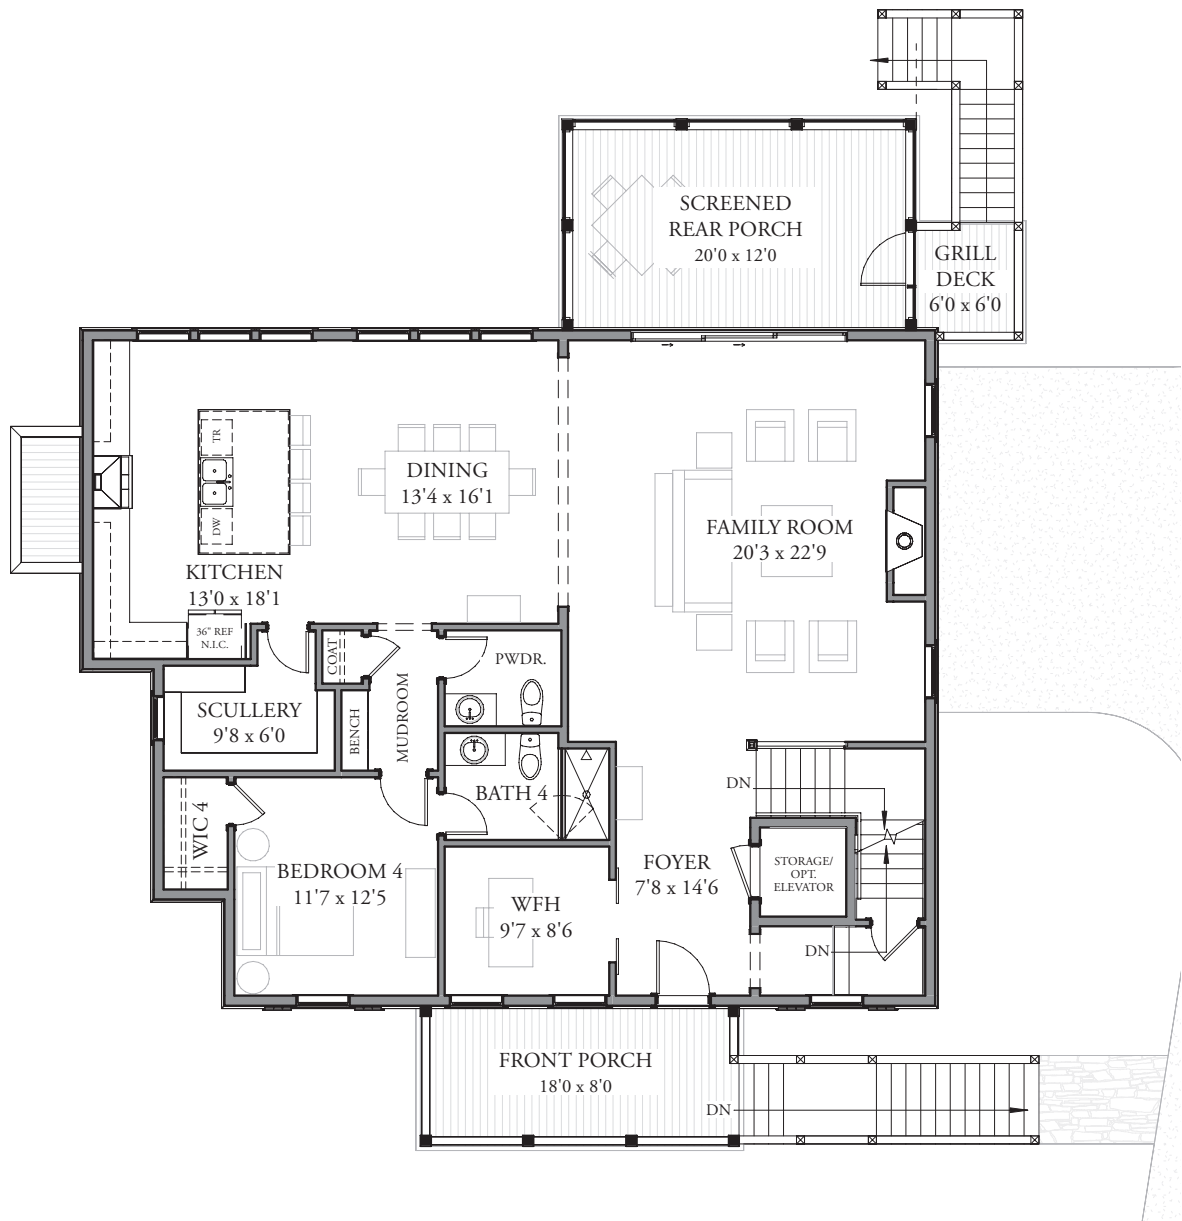 SCREENED
REAR PORCH
20'0 x 12'0
GRILL
DECK
6'0 x 6'0
TR
DW
DINING
13'4 x 16'1
FAMILY ROOM
20'3 x 22'9
KITCHEN
13'0 x 18'1
36" REF
N.I.C.
COAT
PWDR.
MUDROOM
BENCH
SCULLERY
9'8 x 6'0
DN
BATH 4
WIC 4
BEDROOM 4
11'7 x 12'5
WFH
9'7 x 8'6
FOYER
7'8 x 14'6
STORAGE/
OPT.
ELEVATOR
DN
FRONT PORCH
18'0 x 8'0
DN